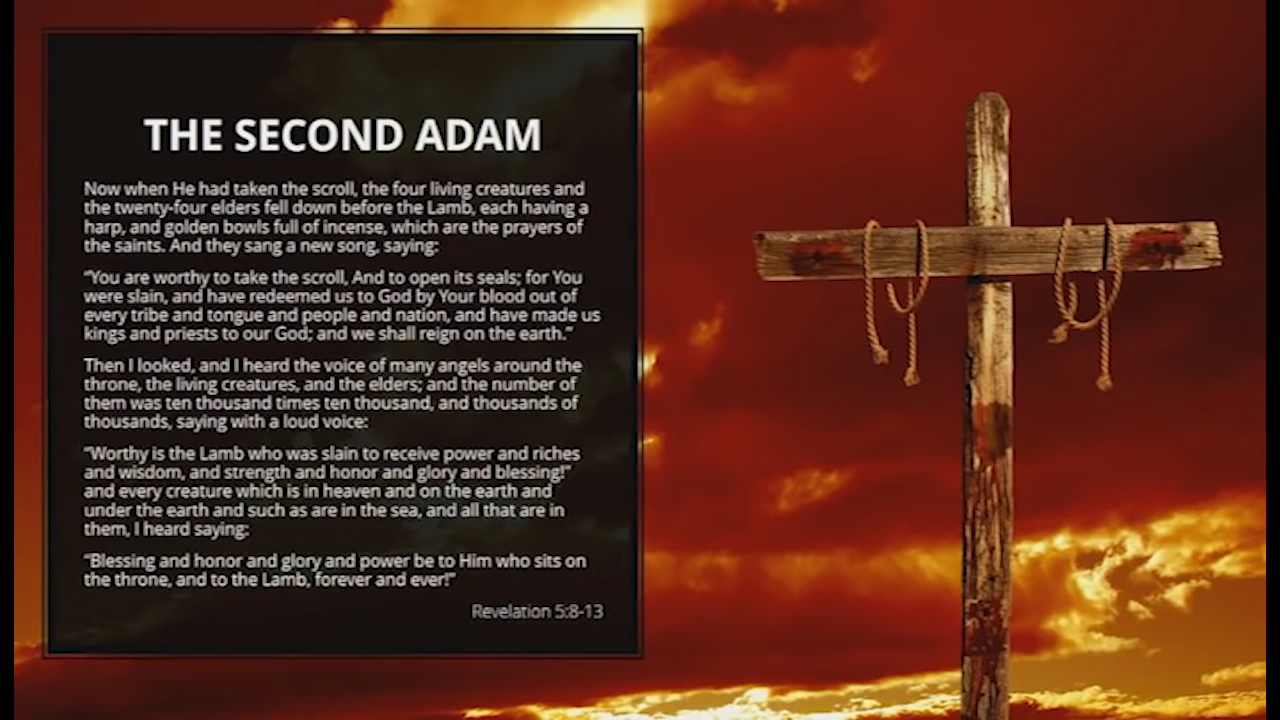 THE SECOND ADAM
Now when He had taken the scroll, the four living creatures and
the twenty-four elders fell down before the Lamb, each having a
harp, and golden bowls full of incense, which are the prayers of
the saints. And they sang a new song, saying:
“You are worthy to take the scroll, And to open its seals; for You
were slain, and have redeemed us to God by Your blood out of
every tribe and tongue and people and nation, and have made us
kings and priests to our God; and we shall reign on the earth.”
Then I looked, and I heard the voice of many angels around the
throne, the living creatures, and the elders; and the number of
them was ten thousand times ten thousand, and thousands of
thousands, saying with a loud voice:
“Worthy is the Lamb who was slain to receive power and riches
and wisdom, and strength and honor and glory and blessing!”
and every creature which is in heaven and on the earth and
under the earth and such as are in the sea, and all that are in
them, I heard saying:
“Blessing and honor and glory and power be to Him who sits on
the throne, and to the Lamb, forever and ever!”
Revelation 5:8-13